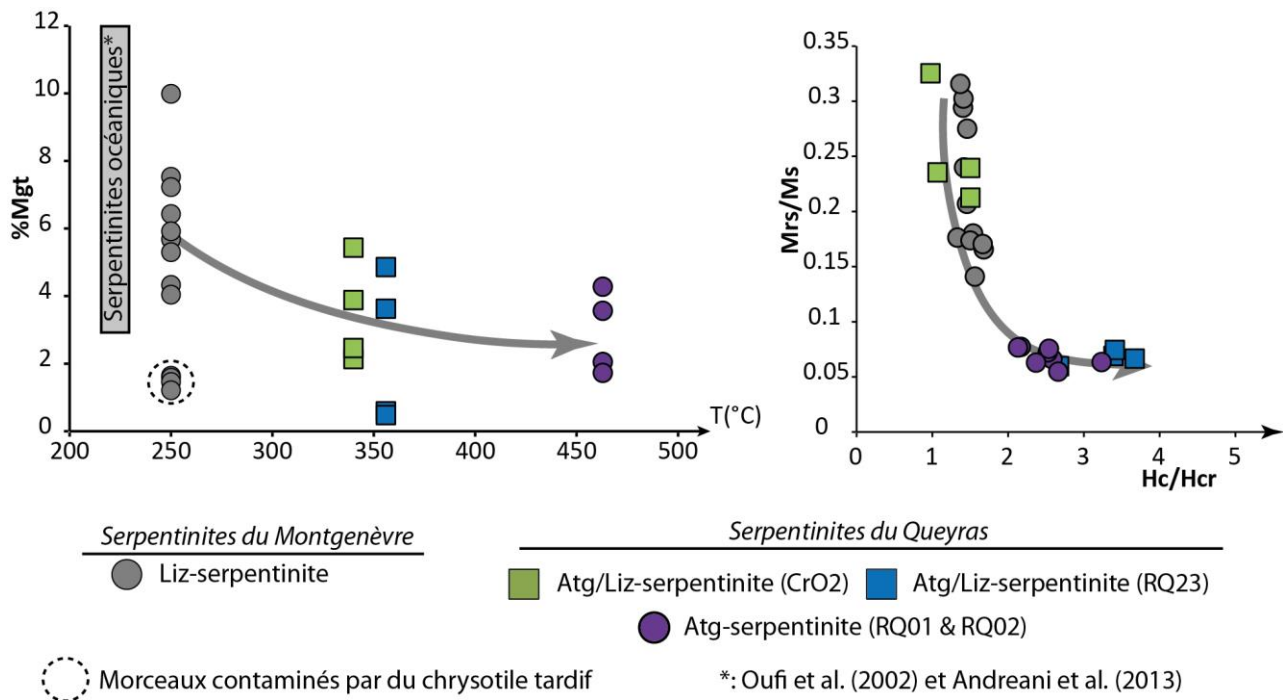 12
10
8
6
4
2
0
%Mgt
Serpentinites océaniques*
200
250
300
350
400
450
500
T(°C)
0.35
0.3
0.25
0.2
0.15
0.1
0.05
0
Mrs/Ms
0
1
2
3
4
5
Hc/Hcr
Serpentinites du Montgenèvre
Serpentinites du Queyras
Liz-serpentinite
Atg/Liz-serpentinite (CrO2)
Atg/Liz-serpentinite (RQ23)
Atg-serpentinite (RQ01 & RQ02)
Morceaux contaminés par du chrysotile tardif
*: Oufi et al. (2002) et Andreani et al. (2013)